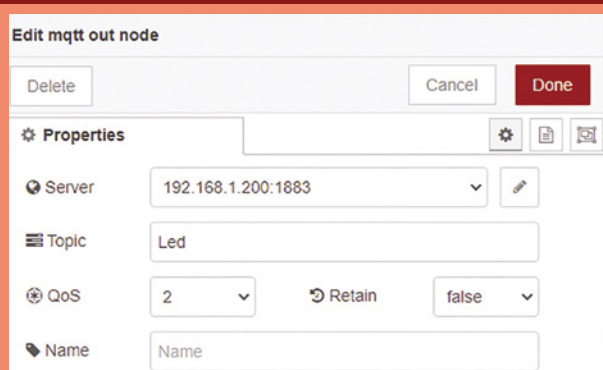 Edit mqtt out node
Delete Cancel Done
Properties
Server 192.168.1.200:1883
Topic Led
QoS 2 Retain false
Name Name